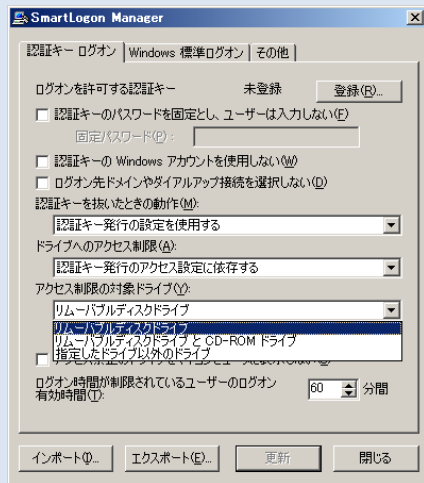 SmartLogon Manager
認証キー ログオン Windows 標準ログオン その他
ログオンを許可する認証キー 未登録 登録(R)...
認証キーのパスワードを固定とし、ユーザーは入力しない(F)
固定パスワード(P):
認証キーの Windows アカウントを使用しない(W)
ログオン先ドメインやダイアルアップ接続を選択しない(D)
認証キーを抜いたときの動作(M):
認証キー発行の設定を使用する
ドライブへのアクセス制限(A):
認証キー発行のアクセス設定に依存する
アクセス制限の対象ドライブ(Y):
リムーバブルディスクドライブ
リムーバブルディスクドライブ
リムーバブルディスクドライブ と CD-ROM ドライブ
指定したドライブ以外のドライブ
ログオン時間が制限されているユーザーのログオン
有効時間(T): 60 分間
インポート(I)... エクスポート(E)... 更新 閉じる